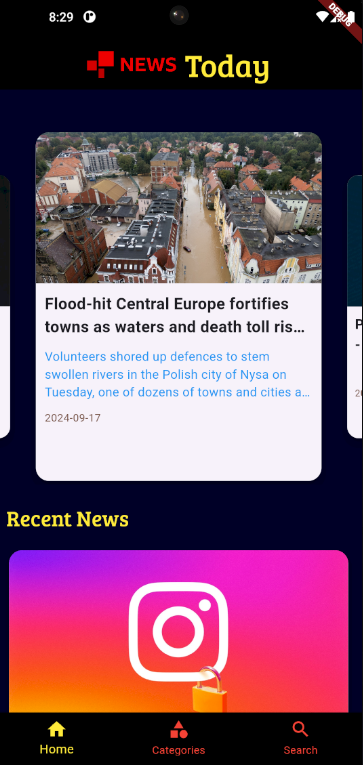 8:29
DEBUG
NEWS Today
Flood-hit Central Europe fortifies
towns as waters and death toll ris…
Volunteers shored up defences to stem
swollen rivers in the Polish city of Nysa on
Tuesday, one of dozens of towns and cities a…
2024-09-17
P
-
Recent News
Home
Categories
Search